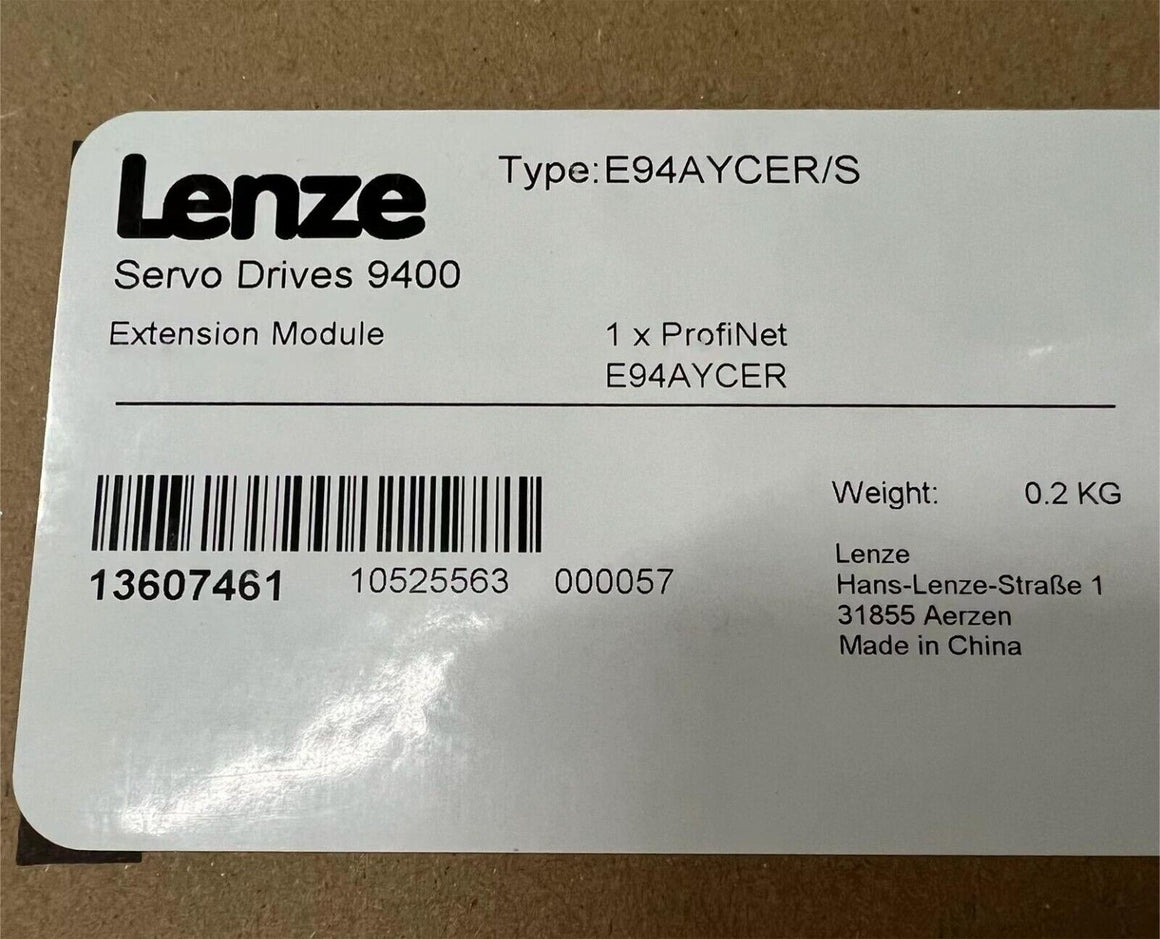 Lenze
Type:E94AYCER/S
Servo Drives 9400
Extension Module 1 x ProfiNet
E94AYCER
13607461 10525563 000057
Weight: 0.2 KG
Lenze
Hans-Lenze-Straße 1
31855 Aerzen
Made in China